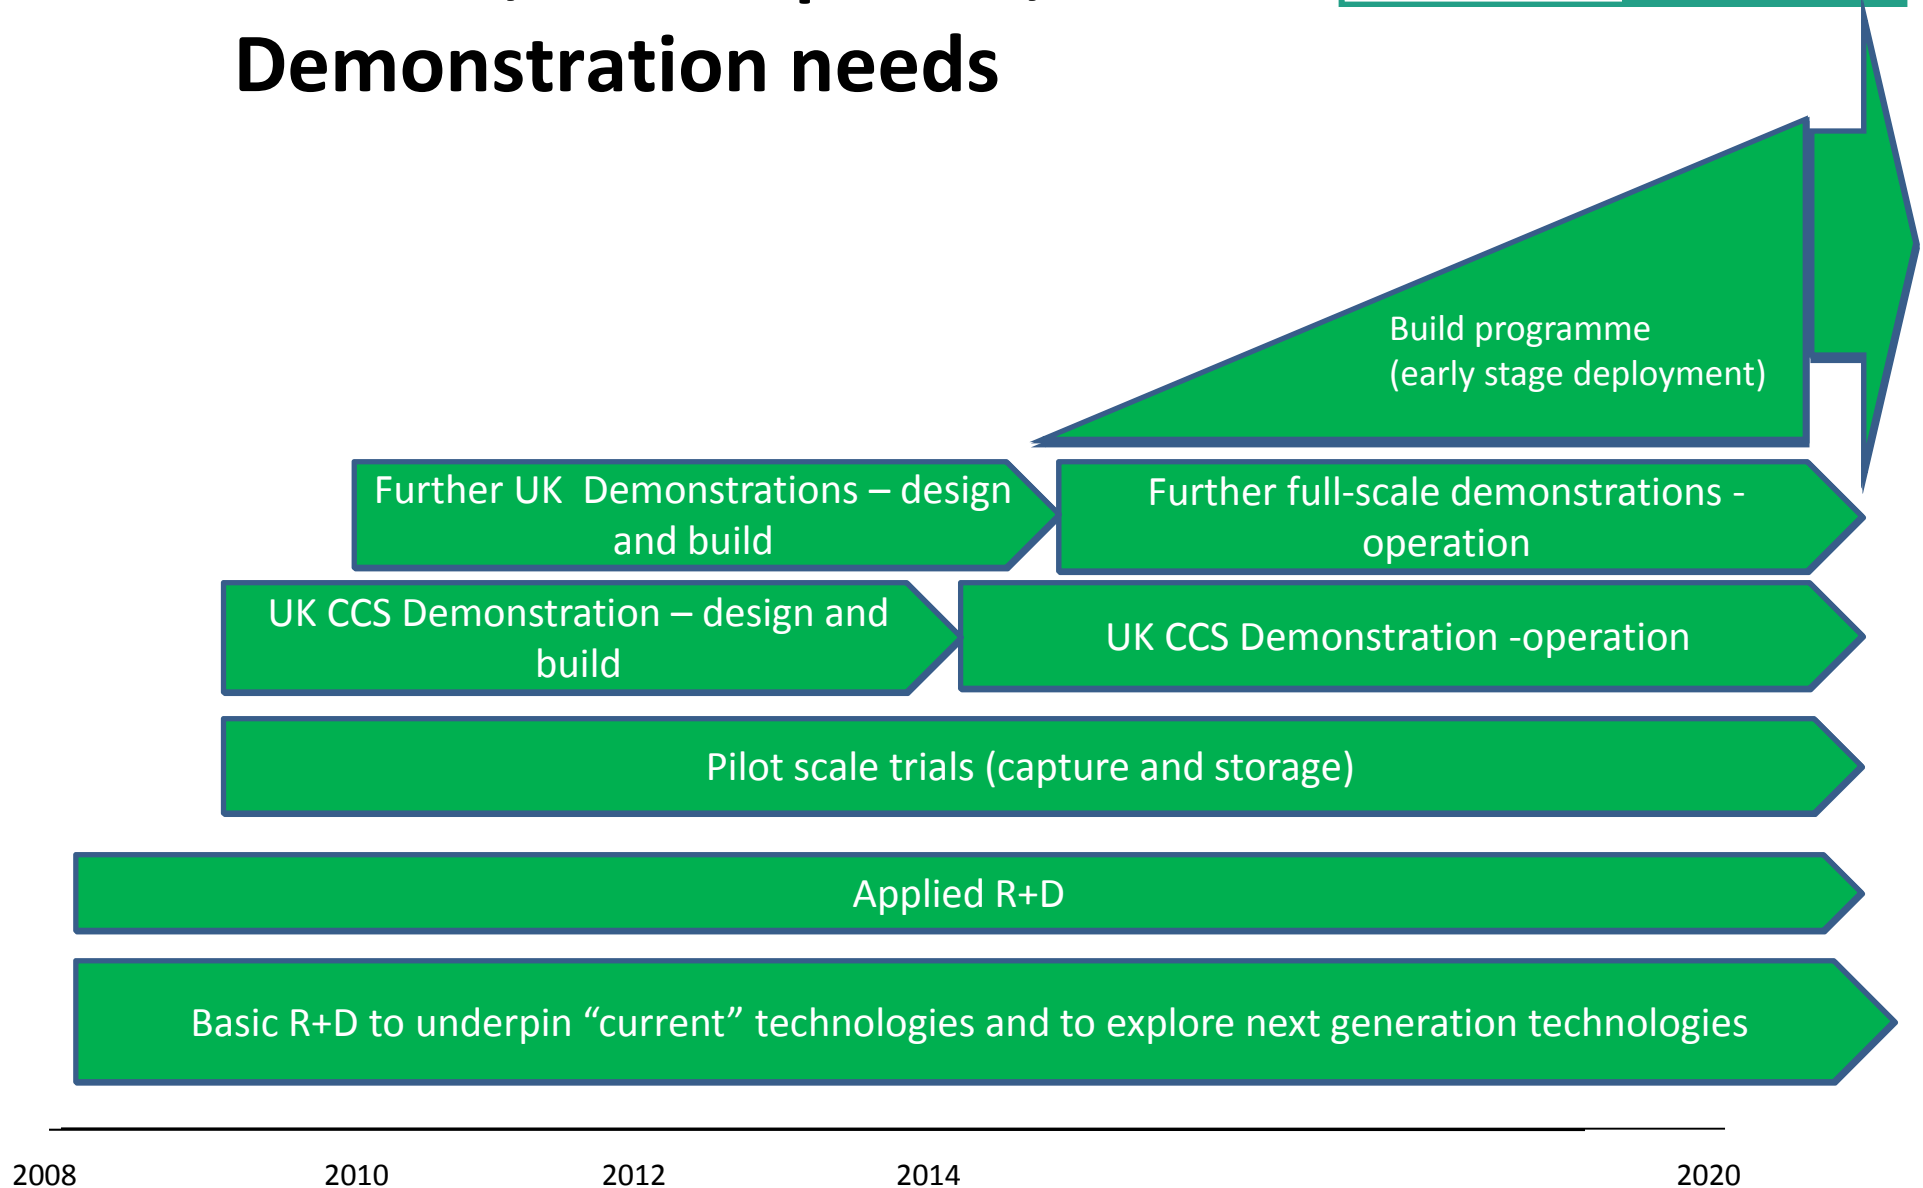 Demonstration needs
Build programme
(early stage deployment)
Further UK Demonstrations – design
and build
Further full-scale demonstrations -
operation
UK CCS Demonstration – design and
build
UK CCS Demonstration -operation
Pilot scale trials (capture and storage)
Applied R+D
Basic R+D to underpin “current” technologies and to explore next generation technologies
2008 2010 2012 2014 2020